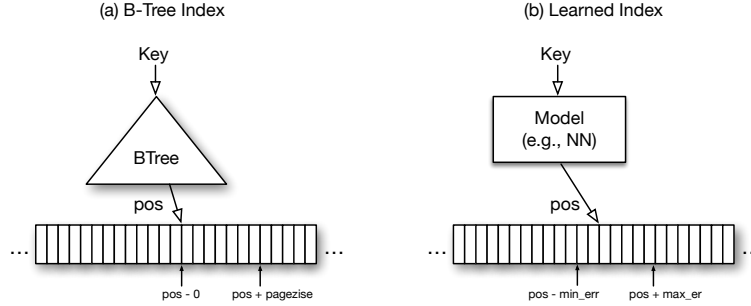 (a) B-Tree Index
Key
BTree
pos
...
...
pos - 0
pos + pagezise
(b) Learned Index
Key
Model
(e.g., NN)
pos
...
...
pos - min_err
pos + max_er